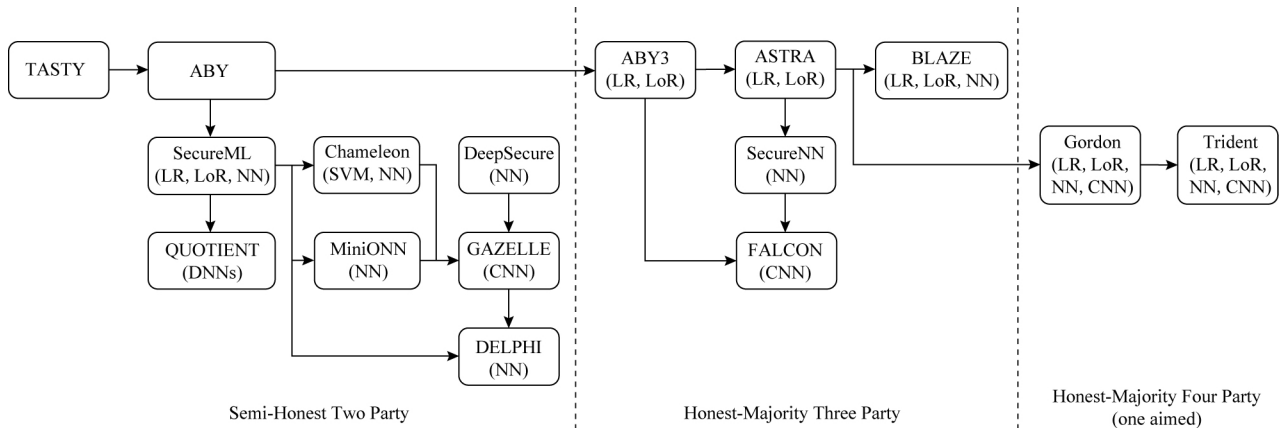 TASTY
ABY
SecureML
(LR, LoR, NN)
QUOTIENT
(DNNs)
Chameleon
(SVM, NN)
MiniONN
(NN)
DeepSecure
(NN)
GAZELLE
(CNN)
DELPHI
(NN)
Semi-Honest Two Party
ABY3
(LR, LoR)
ASTRA
(LR, LoR)
BLAZE
(LR, LoR, NN)
SecureNN
(NN)
FALCON
(CNN)
Honest-Majority Three Party
Gordon
(LR, LoR,
NN, CNN)
Trident
(LR, LoR,
NN, CNN)
Honest-Majority Four Party
(one aimed)